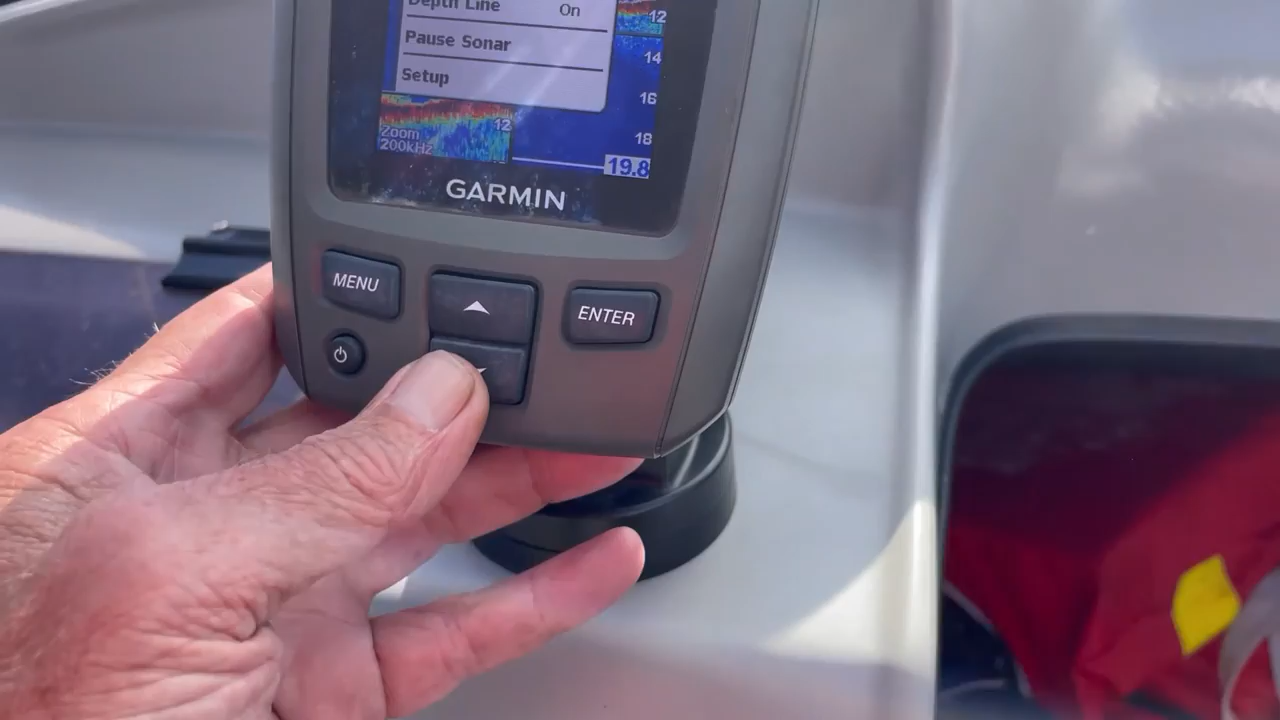 Depth Line On
12
Pause Sonar
14
Setup
16
12
Zoom
18
200kHz
19.8
GARMIN
MENU
ENTER